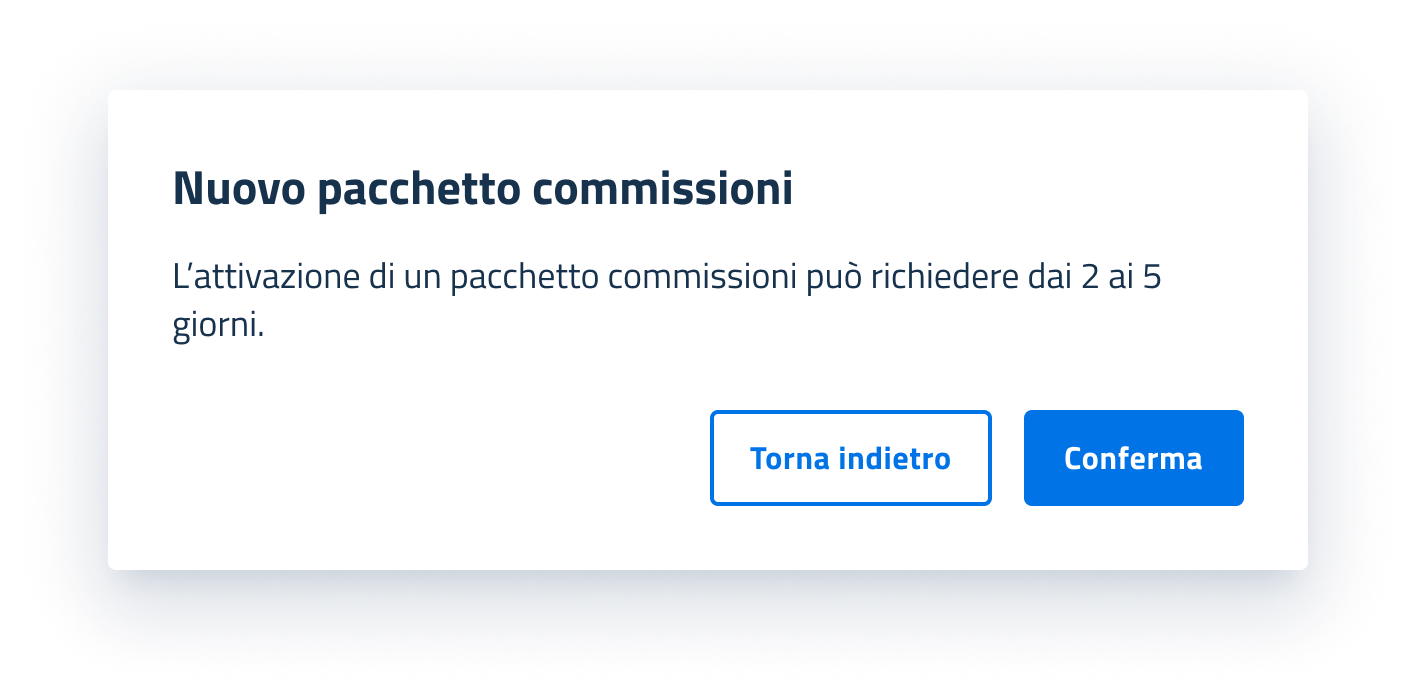 Nuovo pacchetto commissioni
L’attivazione di un pacchetto commissioni può richiedere dai 2 ai 5
giorni.
Torna indietro
Conferma